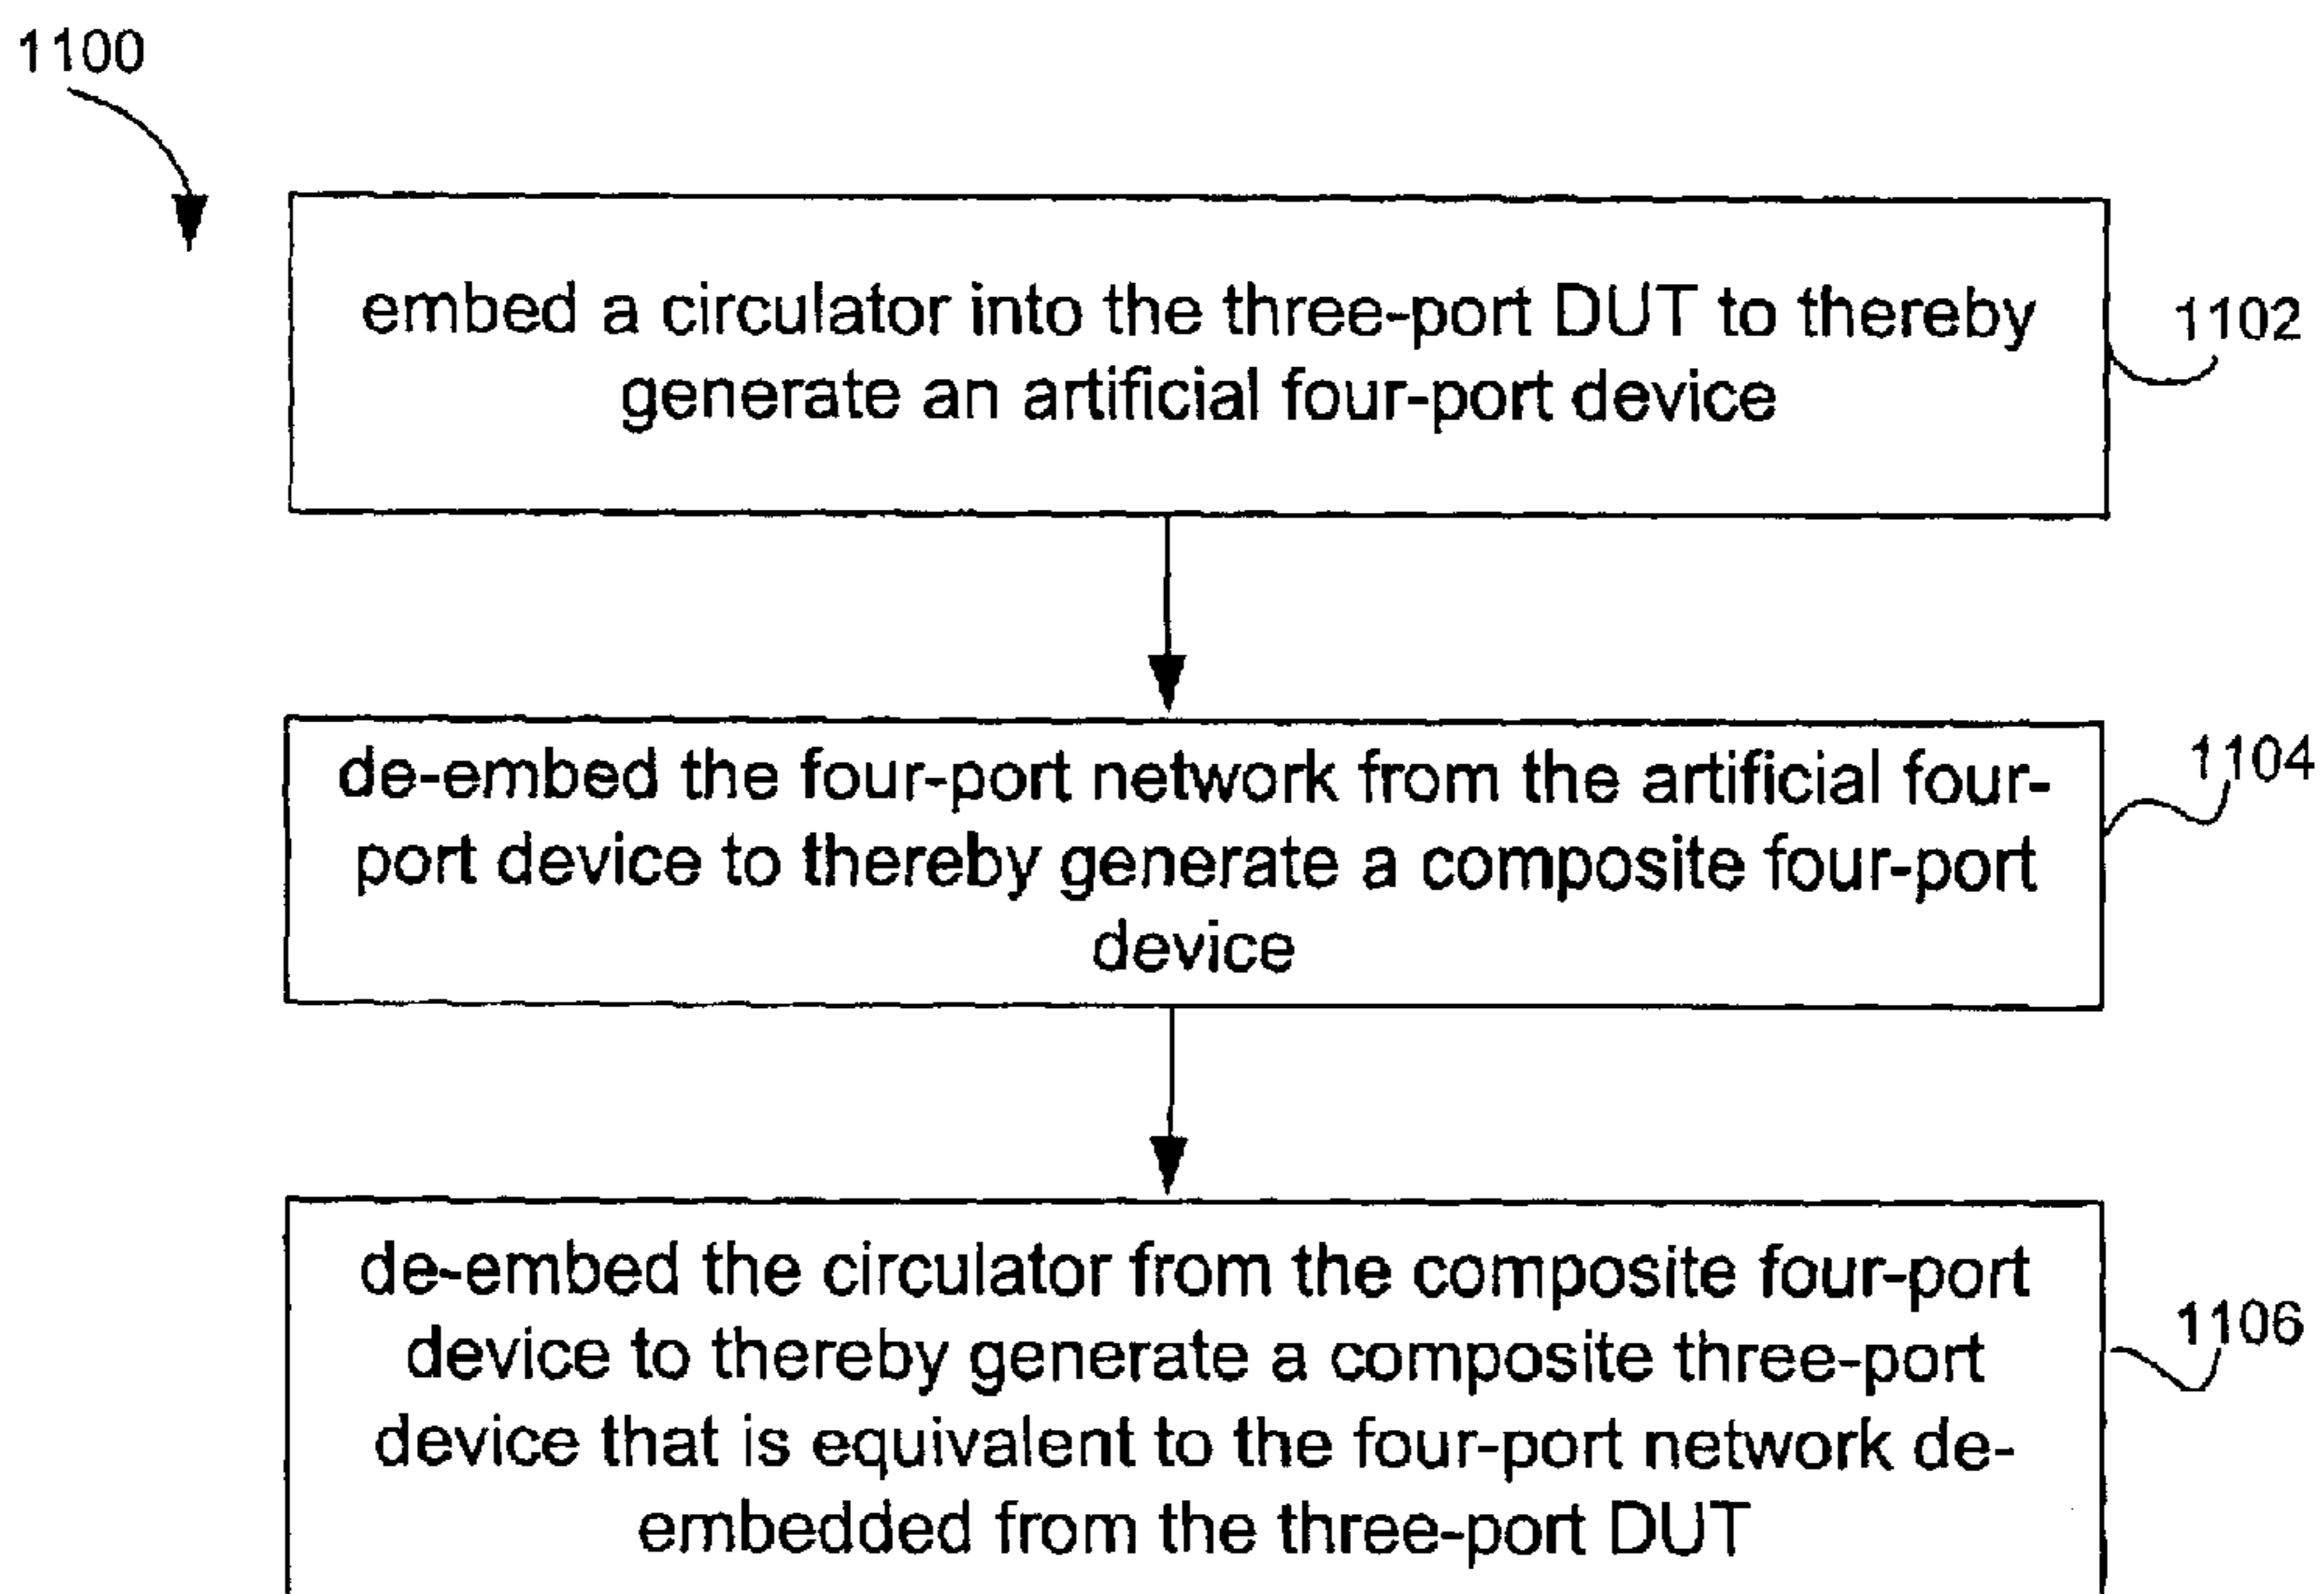 1100
embed a circulator into the three-port DUT to thereby
generate an artificial four-port device
1102
de-embed the four-port network from the artificial four-
port device to thereby generate a composite four-port
device
1104
de-embed the circulator from the composite four-port
device to thereby generate a composite three-port
device that is equivalent to the four-port network de-
embedded from the three-port DUT
1106